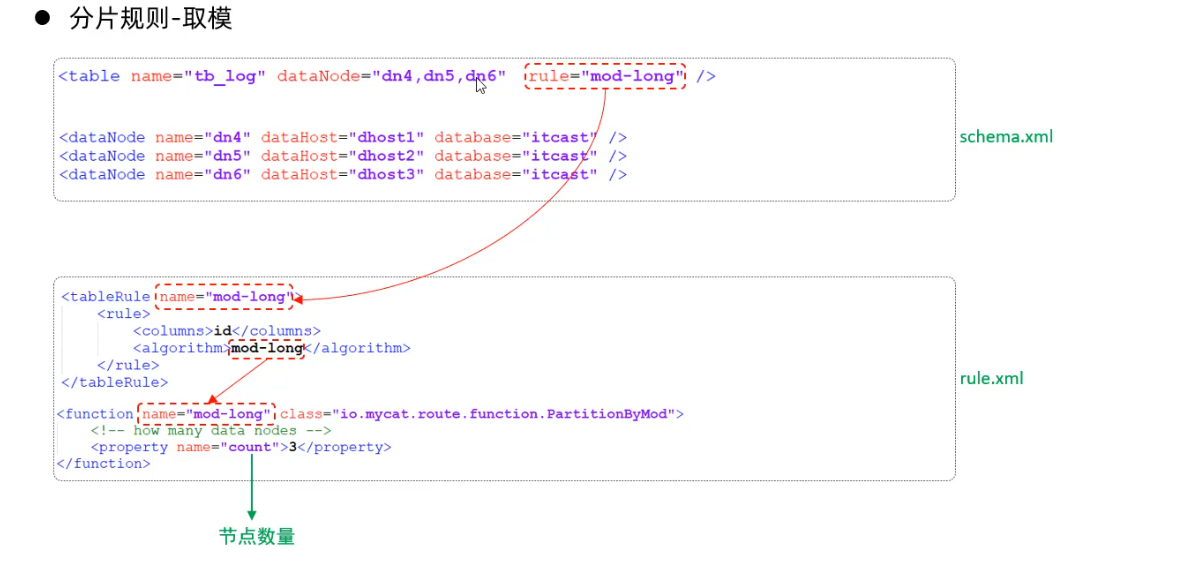 ● 分片规则-取模
<table name="tb_log" dataNode="dn4,dn5,dn6" rule="mod-long" />
<dataNode name="dn4" dataHost="dhost1" database="itcast" />
<dataNode name="dn5" dataHost="dhost2" database="itcast" />
<dataNode name="dn6" dataHost="dhost3" database="itcast" />
schema.xml
<tableRule name="mod-long">
<rule>
<columns>id</columns>
<algorithm>mod-long</algorithm>
</rule>
</tableRule>
<function name="mod-long" class="io.mycat.route.function.PartitionByMod">
<!-- how many data nodes -->
<property name="count">3</property>
</function>
rule.xml
节点数量